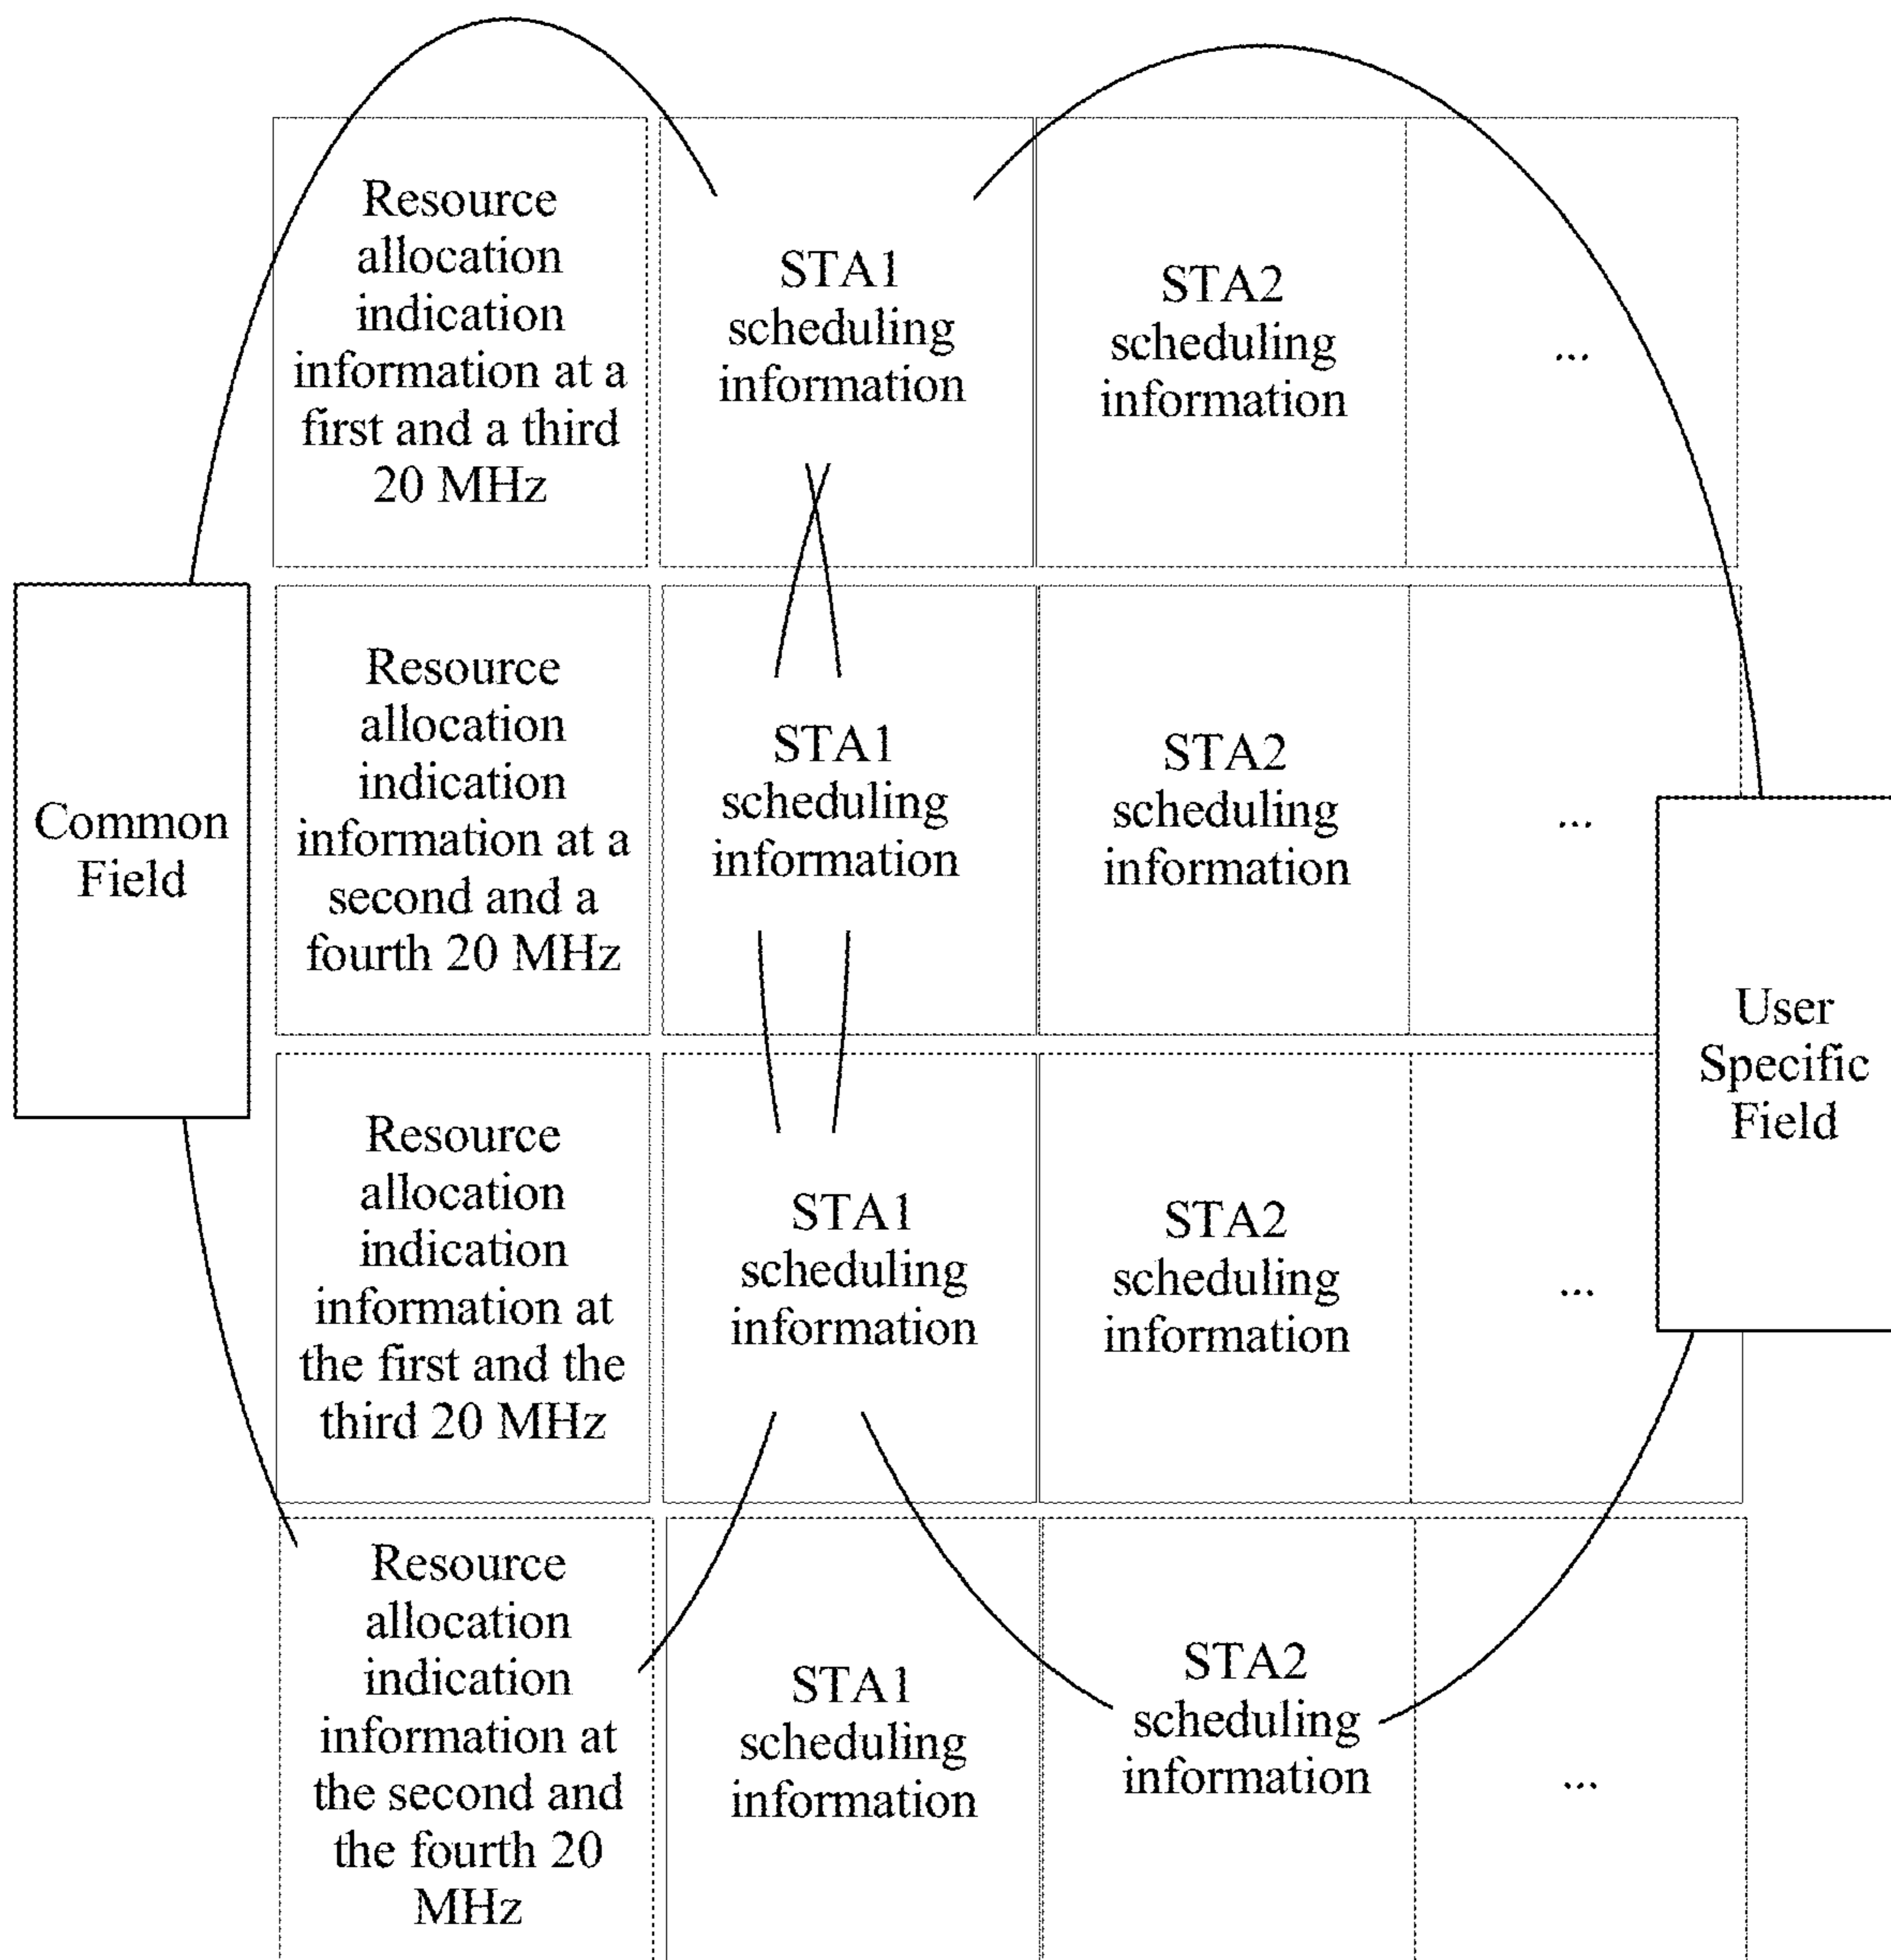 Resource
allocation
indication
information at a
first and a third
20 MHz
STA1
scheduling
information
STA2
scheduling
information
...
Common
Field
Resource
allocation
indication
information at a
second and a
fourth 20 MHz
STA1
scheduling
information
STA2
scheduling
information
...
User
Specific
Field
Resource
allocation
indication
information at
the first and the
third 20 MHz
STA1
scheduling
information
STA2
scheduling
information
...
Resource
allocation
indication
information at
the second and
the fourth 20
MHz
STA1
scheduling
information
STA2
scheduling
information
...